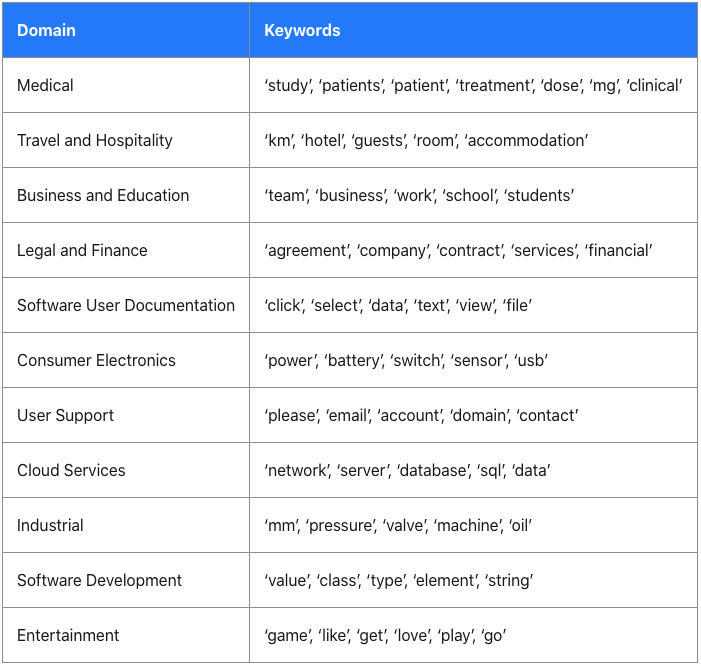 Domain Keywords
Medical ‘study’, ‘patients’, ‘patient’, ‘treatment’, ‘dose’, ‘mg’, ‘clinical’
Travel and Hospitality ‘km’, ‘hotel’, ‘guests’, ‘room’, ‘accommodation’
Business and Education ‘team’, ‘business’, ‘work’, ‘school’, ‘students’
Legal and Finance ‘agreement’, ‘company’, ‘contract’, ‘services’, ‘financial’
Software User Documentation ‘click’, ‘select’, ‘data’, ‘text’, ‘view’, ‘file’
Consumer Electronics ‘power’, ‘battery’, ‘switch’, ‘sensor’, ‘usb’
User Support ‘please’, ‘email’, ‘account’, ‘domain’, ‘contact’
Cloud Services ‘network’, ‘server’, ‘database’, ‘sql’, ‘data’
Industrial ‘mm’, ‘pressure’, ‘valve’, ‘machine’, ‘oil’
Software Development ‘value’, ‘class’, ‘type’, ‘element’, ‘string’
Entertainment ‘game’, ‘like’, ‘get’, ‘love’, ‘play’, ‘go’